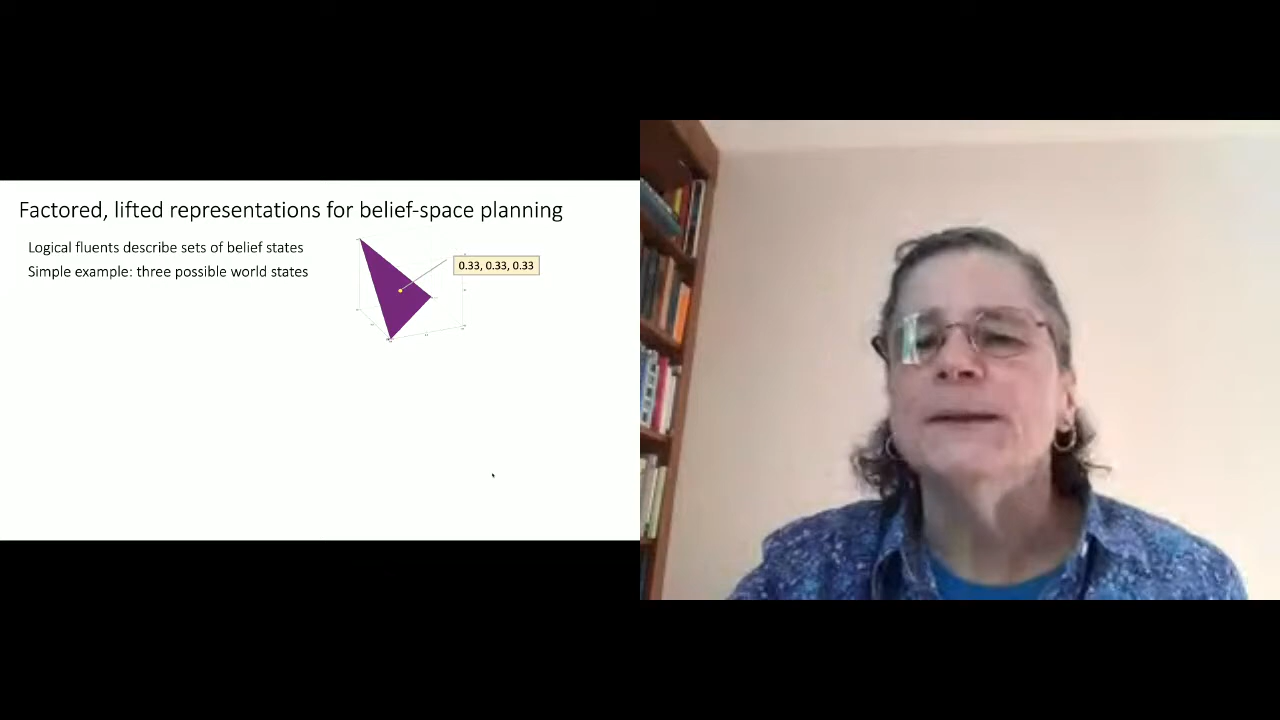 Factored, lifted representations for belief-space planning
Logical fluents describe sets of belief states
Simple example: three possible world states
0.33, 0.33, 0.33